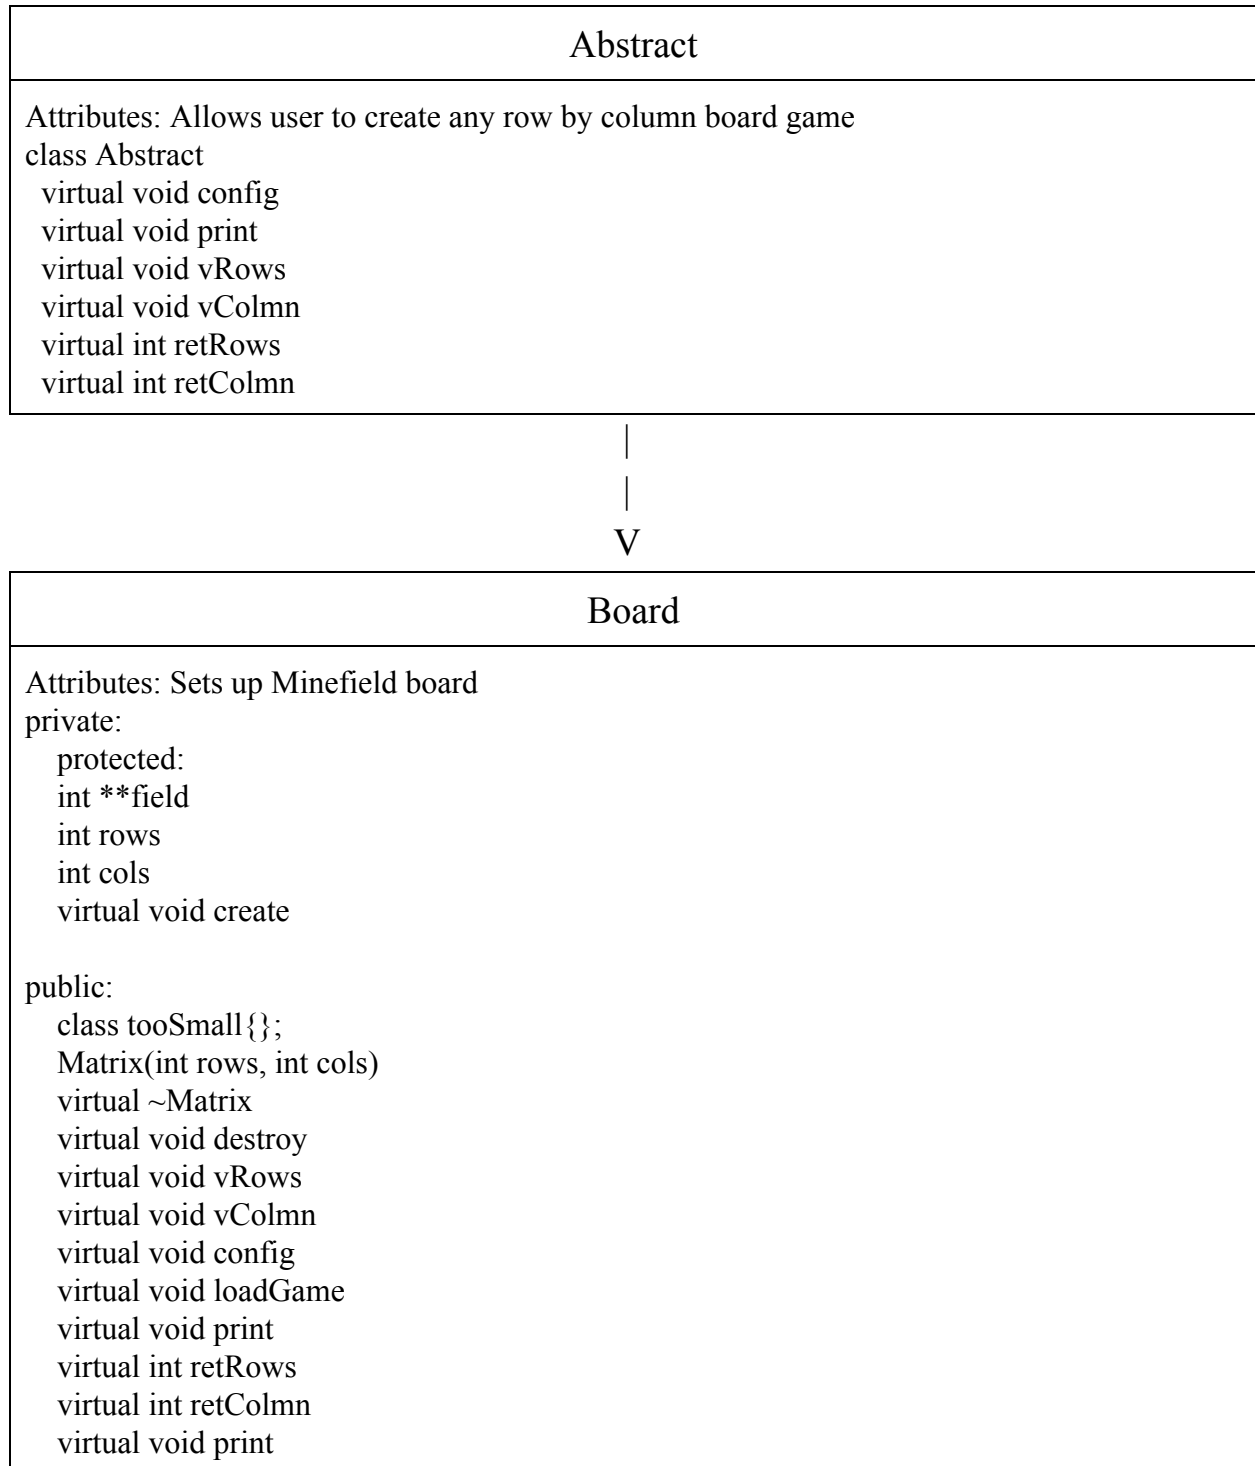 Abstract
Attributes: Allows user to create any row by column board game
class Abstract
virtual void config
virtual void print
virtual void vRows
virtual void vColmn
virtual int retRows
virtual int retColmn
|
|
V
Board
Attributes: Sets up Minefield board
private:
protected:
int **field
int rows
int cols
virtual void create
public:
class tooSmall{};
Matrix(int rows, int cols)
virtual ~Matrix
virtual void destroy
virtual void vRows
virtual void vColmn
virtual void config
virtual void loadGame
virtual void print
virtual int retRows
virtual int retColmn
virtual void print